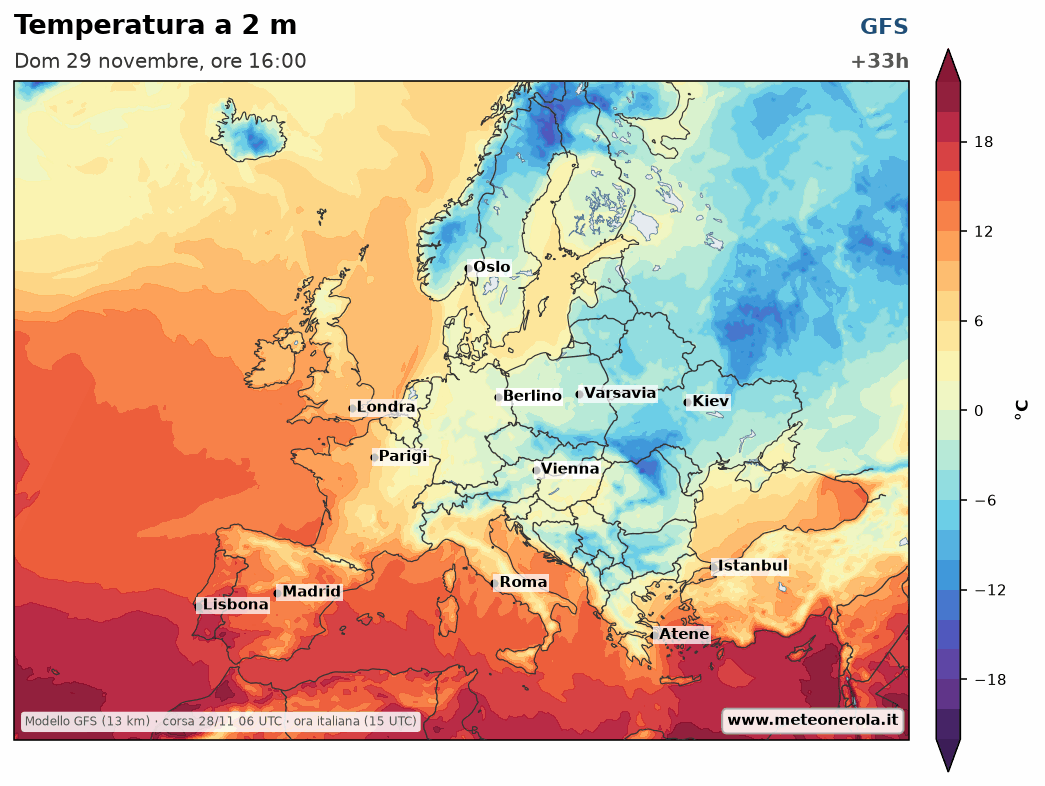 Temperatura a 2 m
GFS
Dom 29 novembre, ore 16:00
+33h
18
12
6
0
−6
−12
−18
°C
Oslo
Berlino
Varsavia
Kiev
Londra
Parigi
Vienna
Istanbul
Roma
Madrid
Lisbona
Atene
Modello GFS (13 km) · corsa 28/11 06 UTC · ora italiana (15 UTC)
www.meteonerola.it